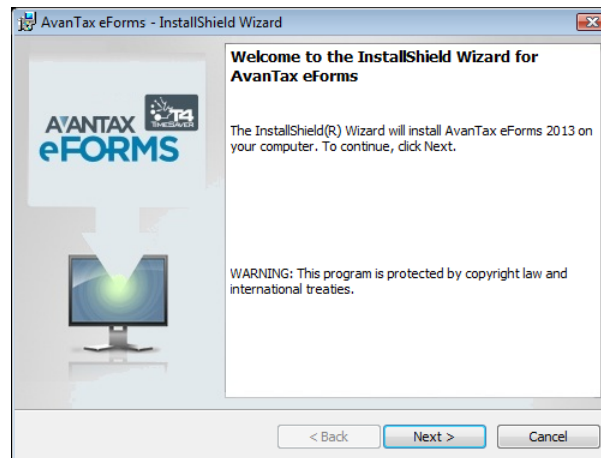 AvanTax eForms - InstallShield Wizard
Welcome to the InstallShield Wizard for
AvanTax eForms
AVANTAX
T4
TIMESAVER
eFORMS
The InstallShield(R) Wizard will install AvanTax eForms 2013 on
your computer. To continue, click Next.
WARNING: This program is protected by copyright law and
international treaties.
< Back
Next >
Cancel